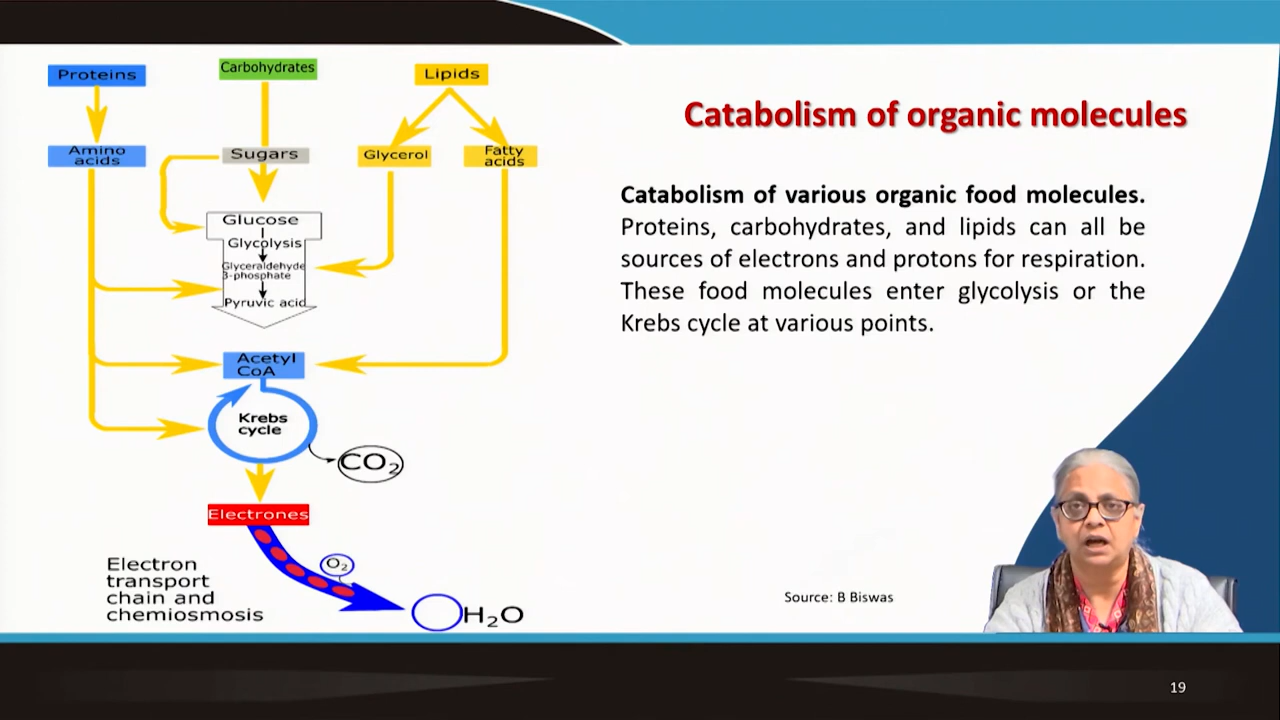 Proteins
Carbohydrates
Lipids
Amino
acids
Sugars
Glycerol
Fatty
acids
Glucose
Glycolysis
Glyceraldehyde
3-phosphate
Pyruvic acid
Acetyl
CoA
Krebs
cycle
CO₂
Electrones
Electron
transport
chain and
chemiosmosis
O₂
H₂O
Catabolism of organic molecules
Catabolism of various organic food molecules.
Proteins, carbohydrates, and lipids can all be
sources of electrons and protons for respiration.
These food molecules enter glycolysis or the
Krebs cycle at various points.
Source: B Biswas
19